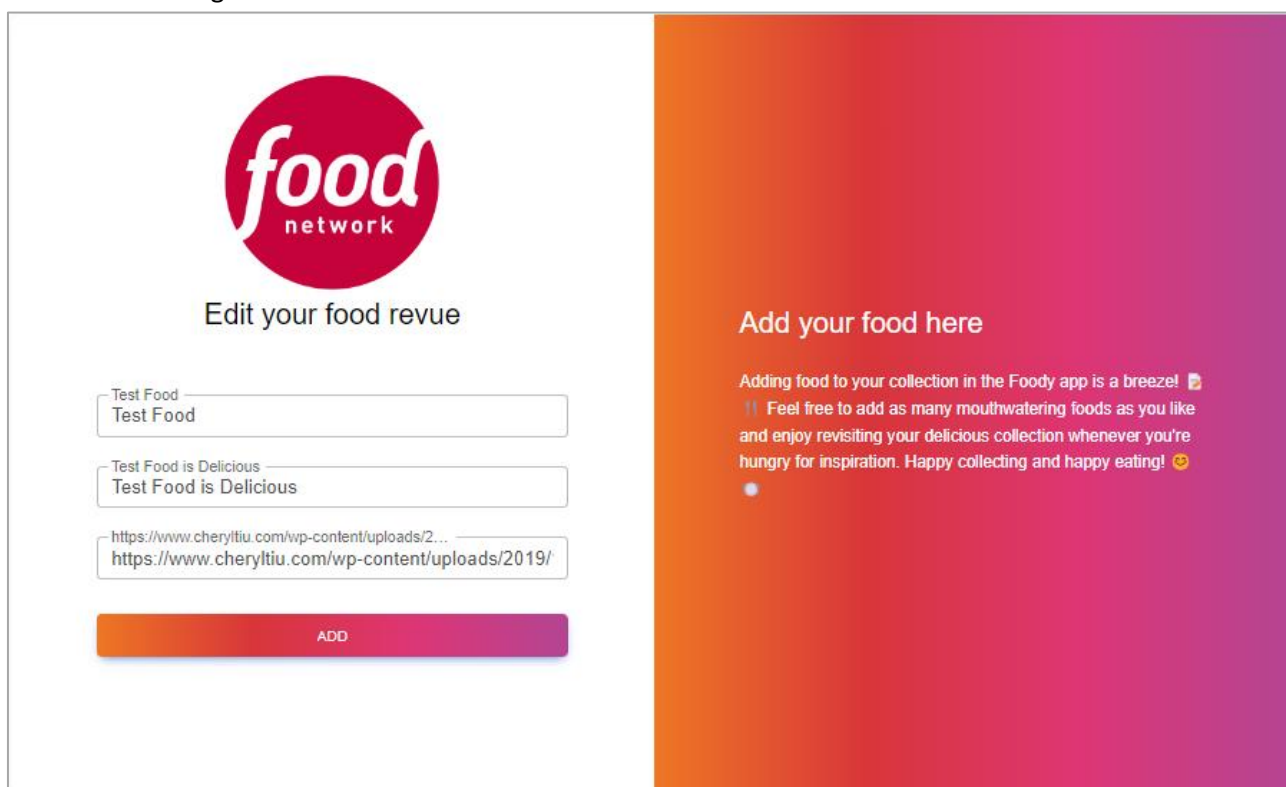 food
network
Edit your food revue
Test Food
Test Food
Test Food is Delicious
Test Food is Delicious
https://www.cheryltiu.com/wp-content/uploads/2...
https://www.cheryltiu.com/wp-content/uploads/2019/
ADD
Add your food here
Adding food to your collection in the Foody app is a breeze! 📝
🍴 Feel free to add as many mouthwatering foods as you like
and enjoy revisiting your delicious collection whenever you're
hungry for inspiration. Happy collecting and happy eating! 😊
🍽️